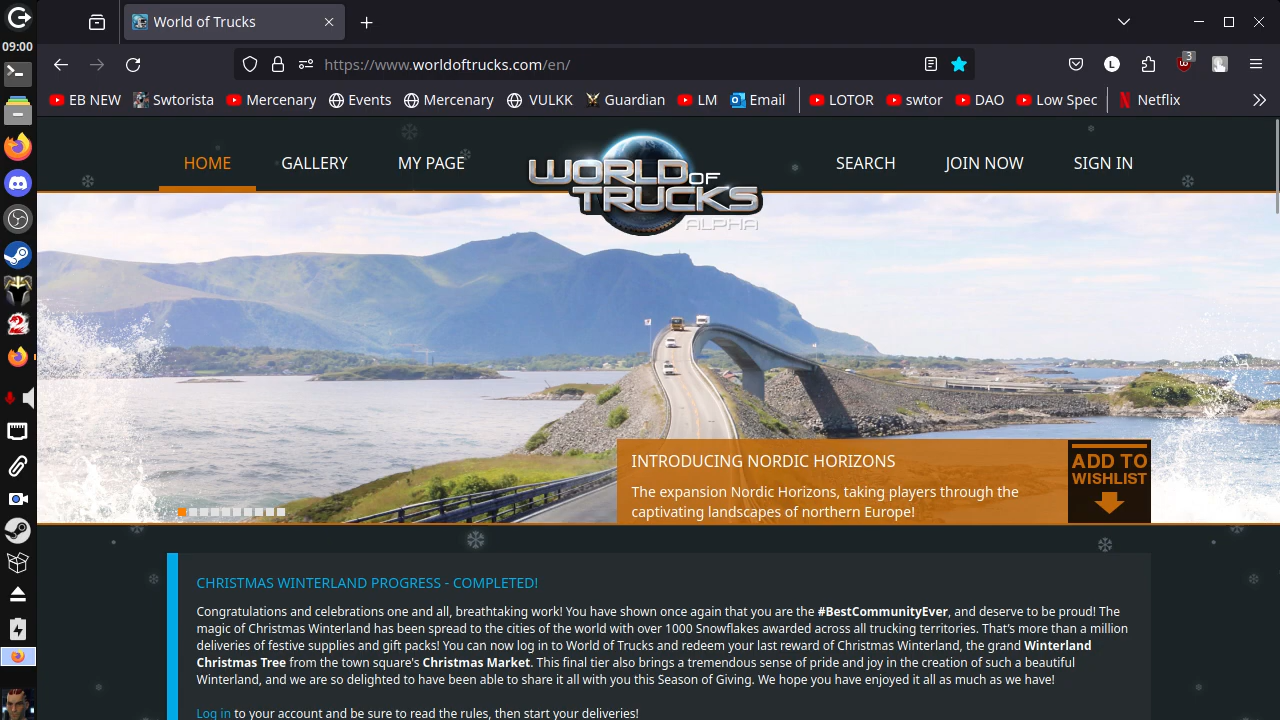 09:00
World of Trucks
https://www.worldoftrucks.com/en/
L
3
EB NEW
Swtorista
Mercenary
Events
Mercenary
VULKK
Guardian
LM
Email
LOTOR
swtor
DAO
Low Spec
Netflix
HOME
GALLERY
MY PAGE
WORLD OF TRUCKS
ALPHA
SEARCH
JOIN NOW
SIGN IN
INTRODUCING NORDIC HORIZONS
The expansion Nordic Horizons, taking players through the
captivating landscapes of northern Europe!
ADD TO
WISHLIST
CHRISTMAS WINTERLAND PROGRESS - COMPLETED!
Congratulations and celebrations one and all, breathtaking work! You have shown once again that you are the #BestCommunityEver, and deserve to be proud! The
magic of Christmas Winterland has been spread to the cities of the world with over 1000 Snowflakes awarded across all trucking territories. That's more than a million
deliveries of festive supplies and gift packs! You can now log in to World of Trucks and redeem your last reward of Christmas Winterland, the grand Winterland
Christmas Tree from the town square's Christmas Market. This final tier also brings a tremendous sense of pride and joy in the creation of such a beautiful
Winterland, and we are so delighted to have been able to share it all with you this Season of Giving. We hope you have enjoyed it all as much as we have!
Log in to your account and be sure to read the rules, then start your deliveries!